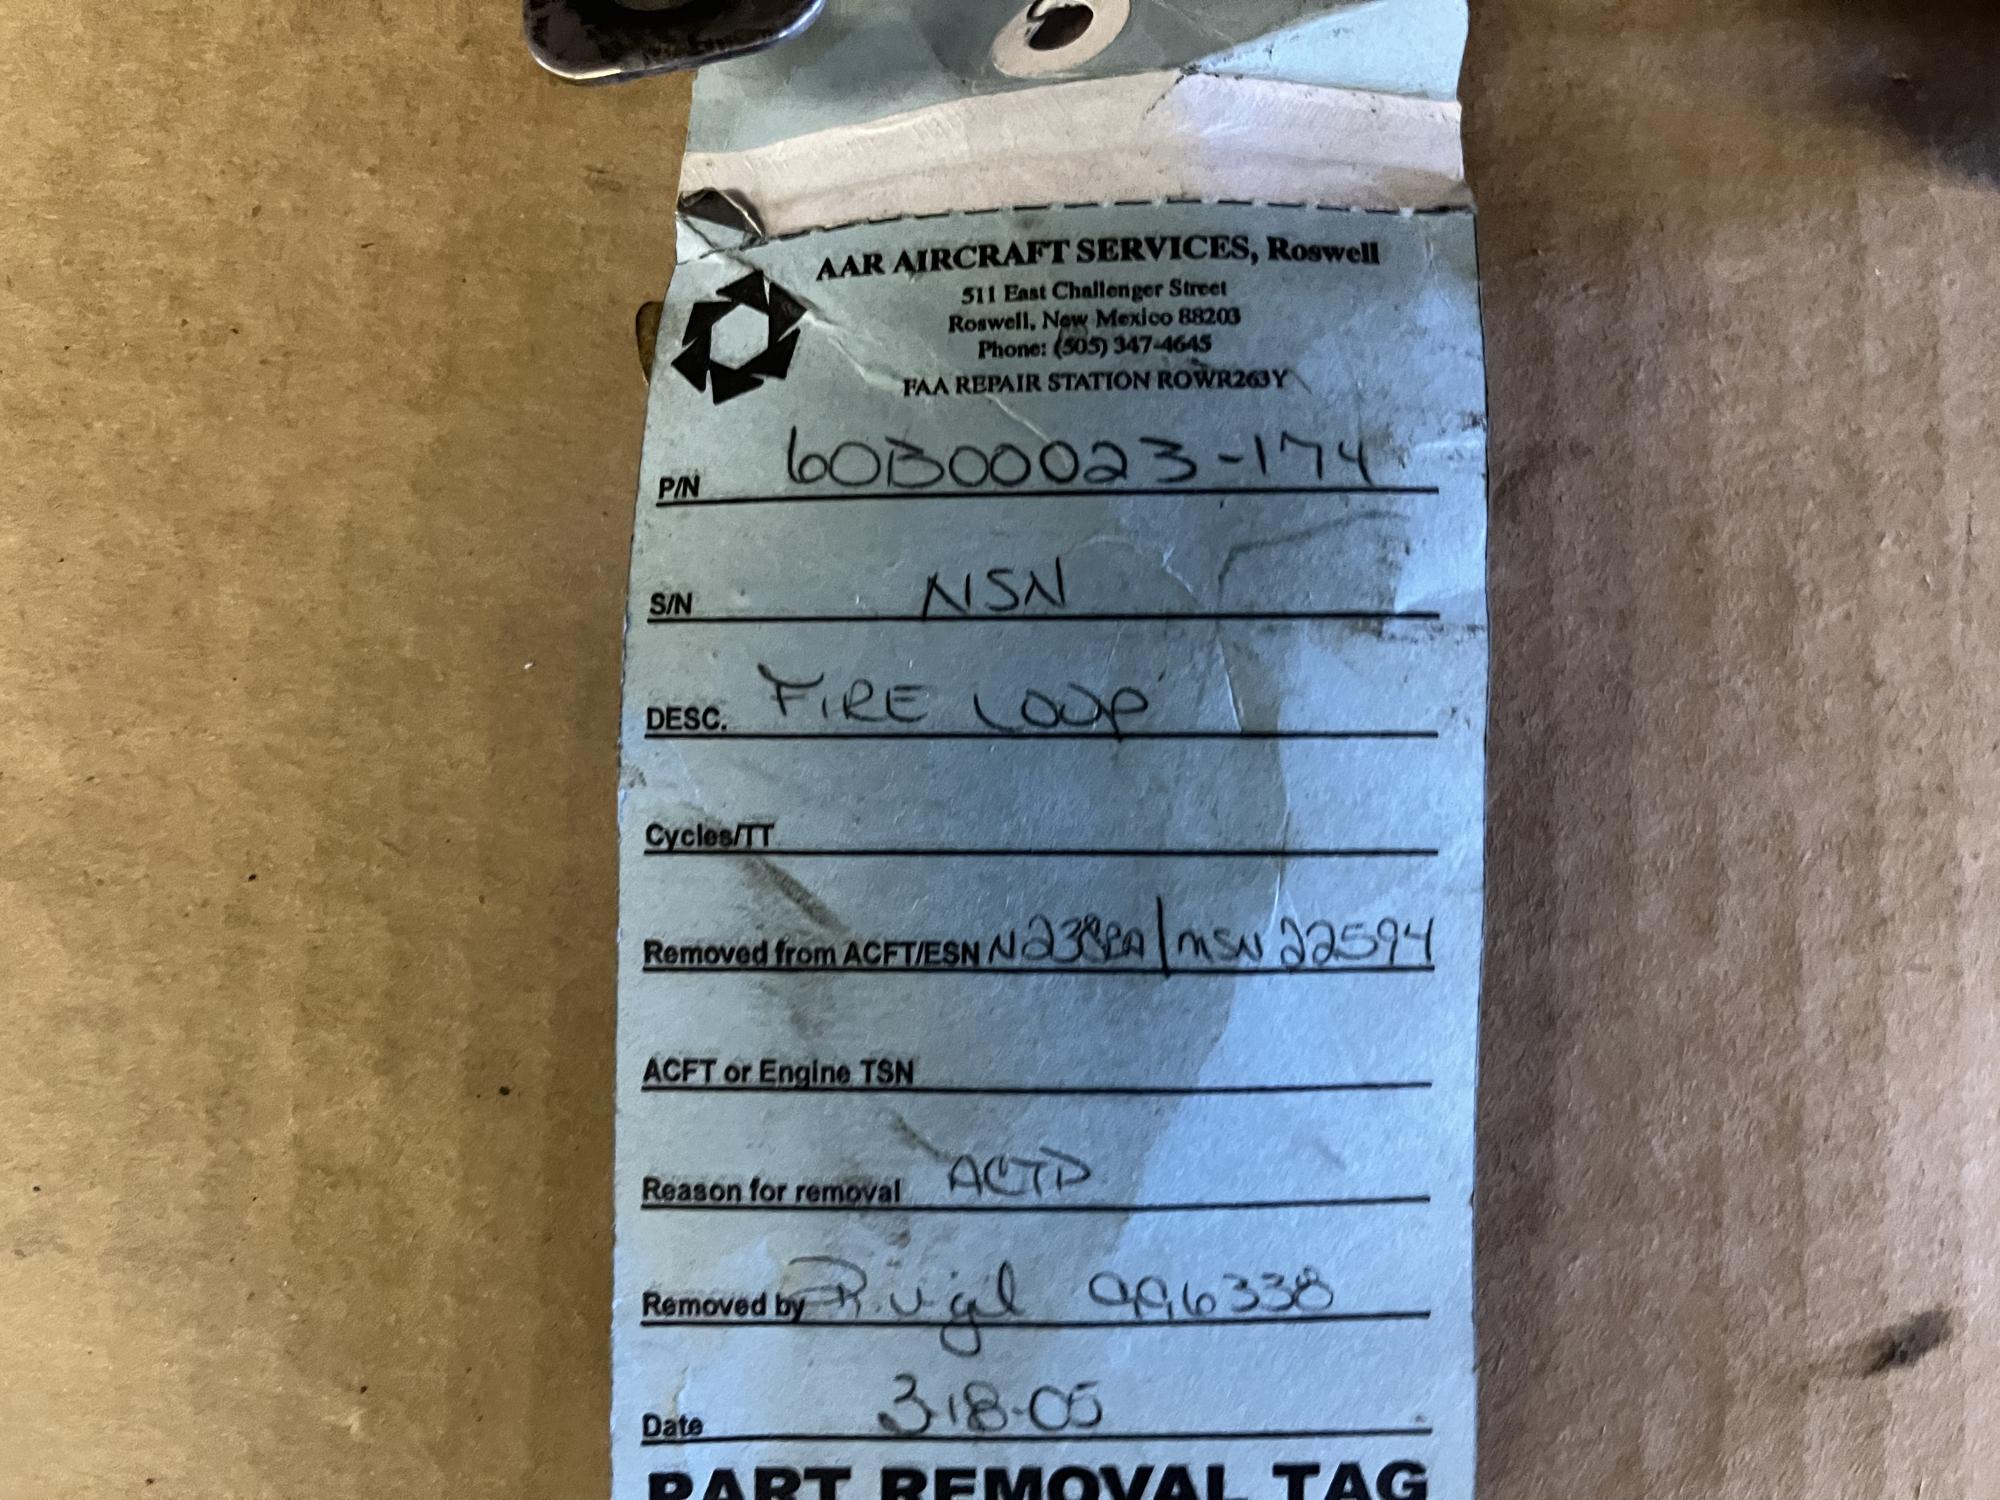 AAR AIRCRAFT SERVICES, Roswell
511 East Challenger Street
Roswell, New Mexico 88203
Phone: (505) 347-4645
FAA REPAIR STATION ROWR263Y
P/N 60B00023-174
S/N NSN
DESC. FIRE LOOP
Cycles/TT
Removed from ACFT/ESN N238BA/MSN 22594
ACFT or Engine TSN
Reason for removal ACTD
Removed by R.Vigil
Date 3-18-05
PART REMOVAL TAG